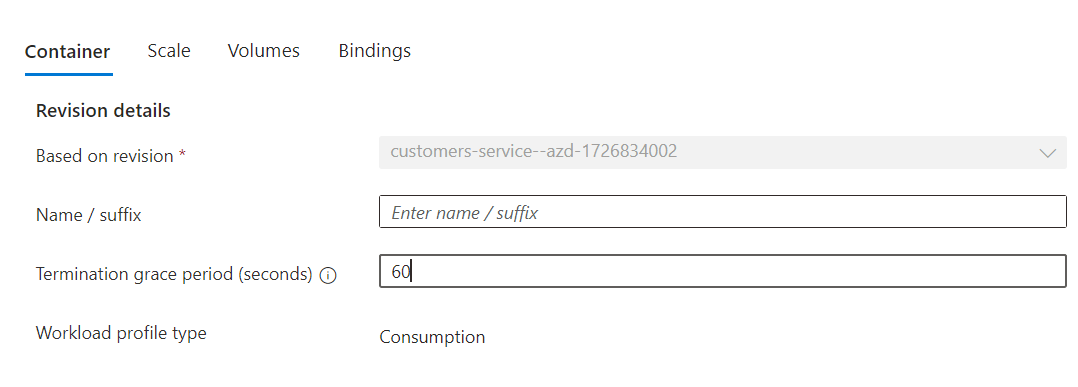 Container Scale Volumes Bindings
Revision details
Based on revision * customers-service--azd-1726834002
Name / suffix Enter name / suffix
Termination grace period (seconds) 60
Workload profile type Consumption